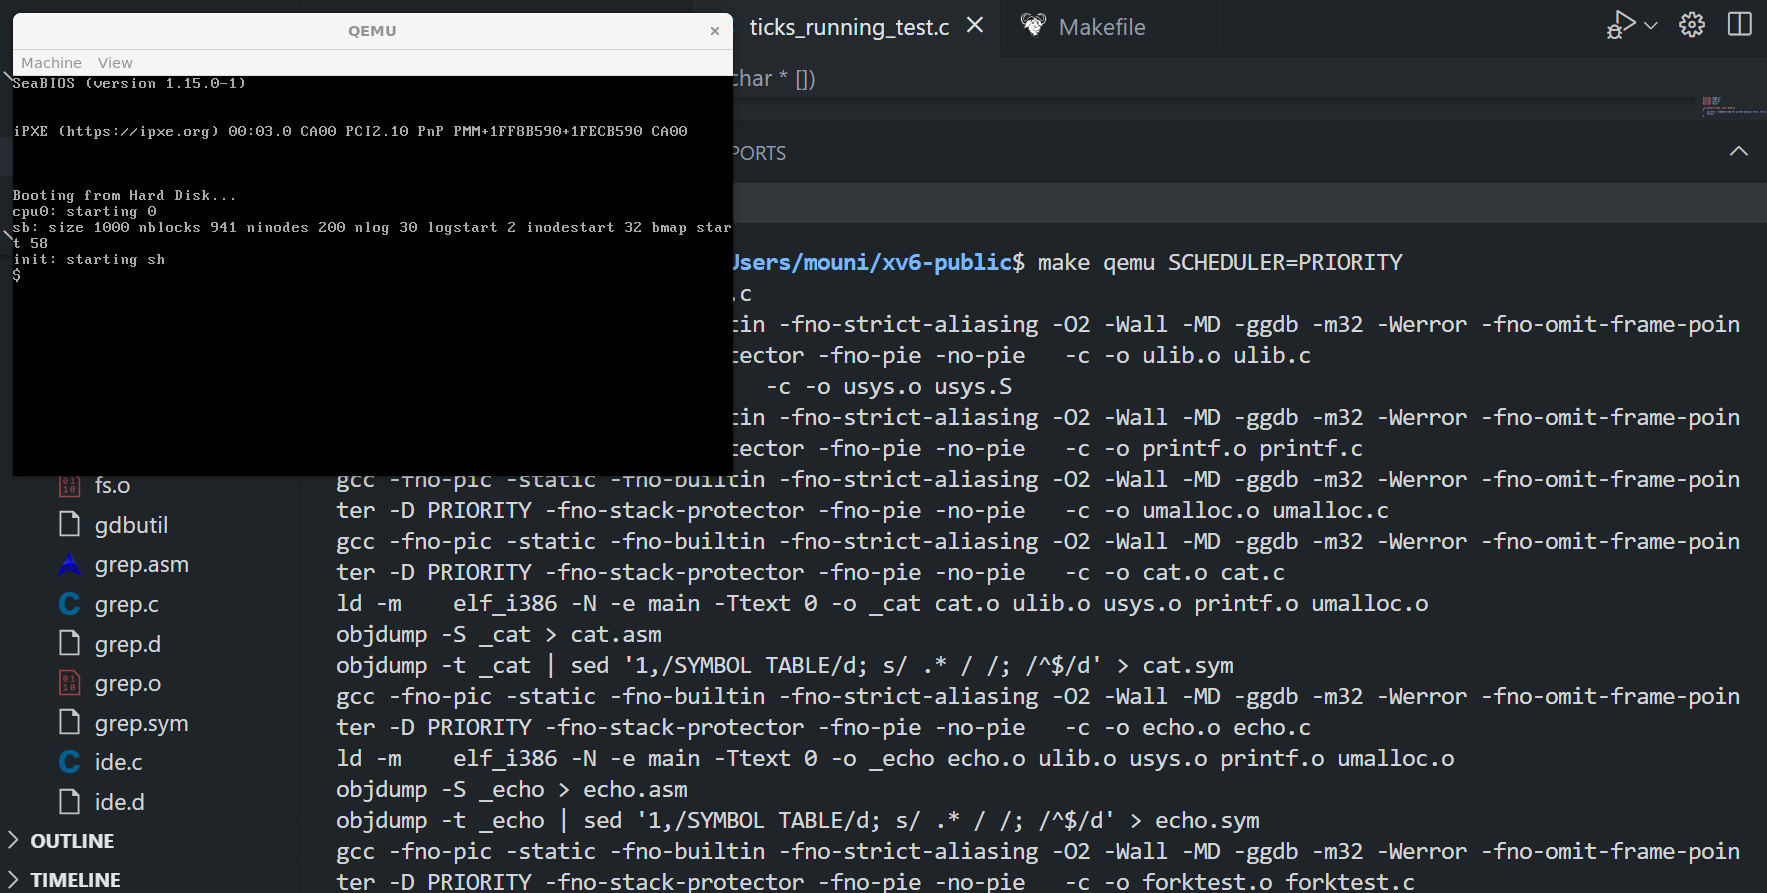 QEMU
×
Machine View
SeaBIOS (version 1.15.0-1)
iPXE (https://ipxe.org) 00:03.0 CA00 PCI2.10 PnP PMM+1FF8B590+1FECB590 CA00
Booting from Hard Disk...
cpu0: starting 0
sb: size 1000 nblocks 941 ninodes 200 nlog 30 logstart 2 inodestart 32 bmap star
t 58
init: starting sh
$
ticks_running_test.c
Makefile
char * [])
PORTS
Users/mouni/xv6-public$ make qemu SCHEDULER=PRIORITY
.c
tin -fno-strict-aliasing -O2 -Wall -MD -ggdb -m32 -Werror -fno-omit-frame-poin
tector -fno-pie -no-pie   -c -o ulib.o ulib.c
-c -o usys.o usys.S
tin -fno-strict-aliasing -O2 -Wall -MD -ggdb -m32 -Werror -fno-omit-frame-poin
tector -fno-pie -no-pie   -c -o printf.o printf.c
gcc -fno-pic -static -fno-builtin -fno-strict-aliasing -O2 -Wall -MD -ggdb -m32 -Werror -fno-omit-frame-poin
ter -D PRIORITY -fno-stack-protector -fno-pie -no-pie   -c -o umalloc.o umalloc.c
gcc -fno-pic -static -fno-builtin -fno-strict-aliasing -O2 -Wall -MD -ggdb -m32 -Werror -fno-omit-frame-poin
ter -D PRIORITY -fno-stack-protector -fno-pie -no-pie   -c -o cat.o cat.c
ld -m    elf_i386 -N -e main -Ttext 0 -o _cat cat.o ulib.o usys.o printf.o umalloc.o
objdump -S _cat > cat.asm
objdump -t _cat | sed '1,/SYMBOL TABLE/d; s/ .* / /; /^$/d' > cat.sym
gcc -fno-pic -static -fno-builtin -fno-strict-aliasing -O2 -Wall -MD -ggdb -m32 -Werror -fno-omit-frame-poin
ter -D PRIORITY -fno-stack-protector -fno-pie -no-pie   -c -o echo.o echo.c
ld -m    elf_i386 -N -e main -Ttext 0 -o _echo echo.o ulib.o usys.o printf.o umalloc.o
objdump -S _echo > echo.asm
objdump -t _echo | sed '1,/SYMBOL TABLE/d; s/ .* / /; /^$/d' > echo.sym
gcc -fno-pic -static -fno-builtin -fno-strict-aliasing -O2 -Wall -MD -ggdb -m32 -Werror -fno-omit-frame-poin
ter -D PRIORITY -fno-stack-protector -fno-pie -no-pie   -c -o forktest.o forktest.c
fs.o
gdbutil
grep.asm
grep.c
grep.d
grep.o
grep.sym
ide.c
ide.d
OUTLINE
TIMELINE